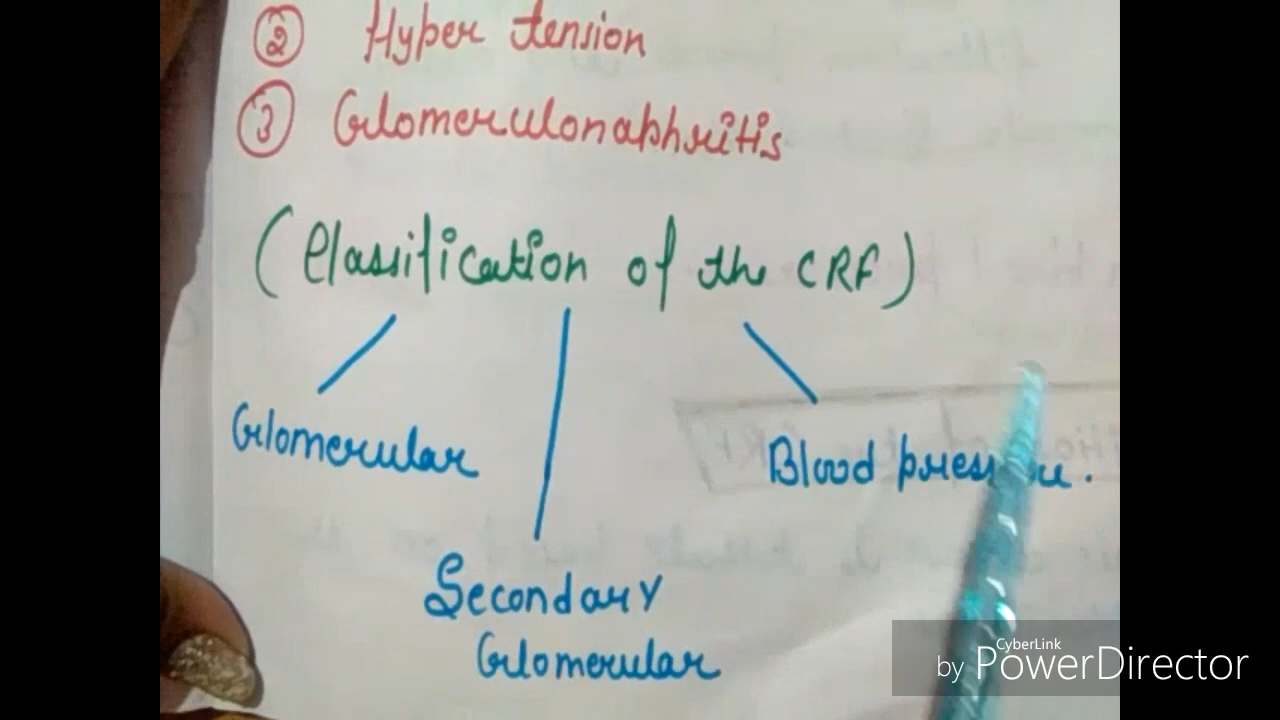 ② Hyper tension
③ Glomerulonaphritis
(Classification of the CRF)
Glomerular
Blood pressure.
Secondary
Glomerular
CyberLink
by PowerDirector